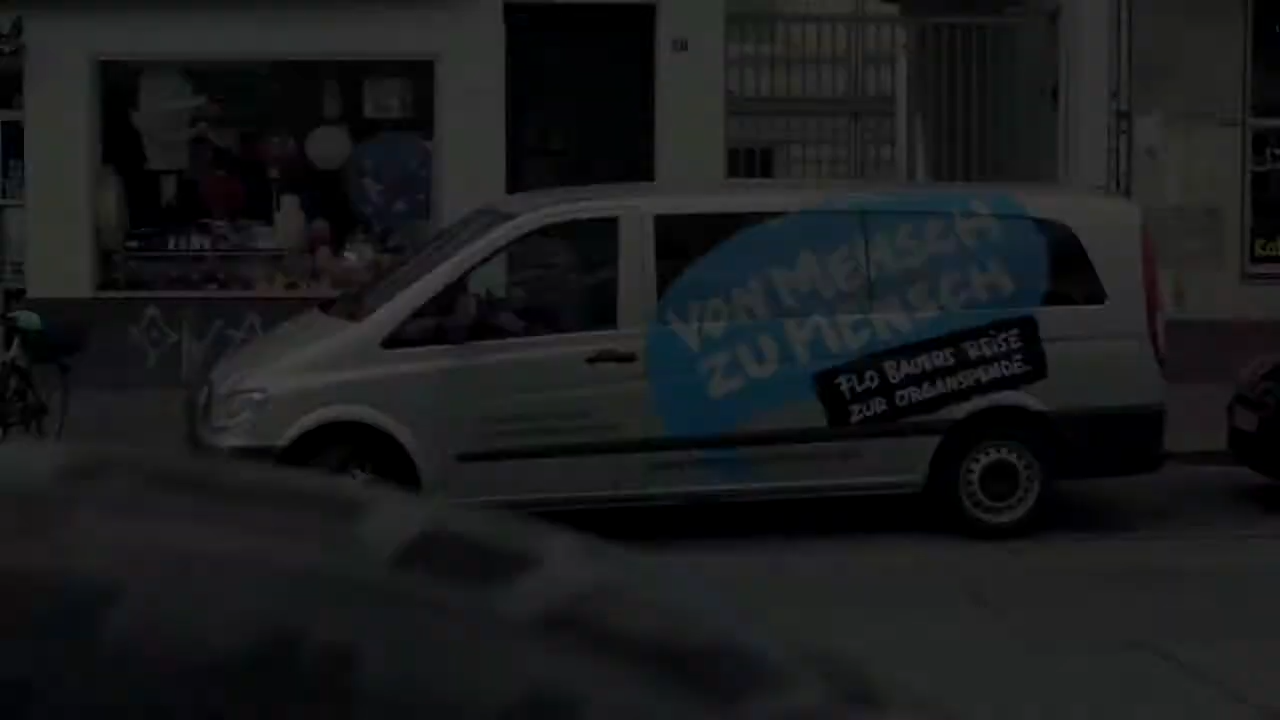 VON MENSCH
ZU MENSCH
FLO BAUERS REISE
ZUR ORGANSPENDE